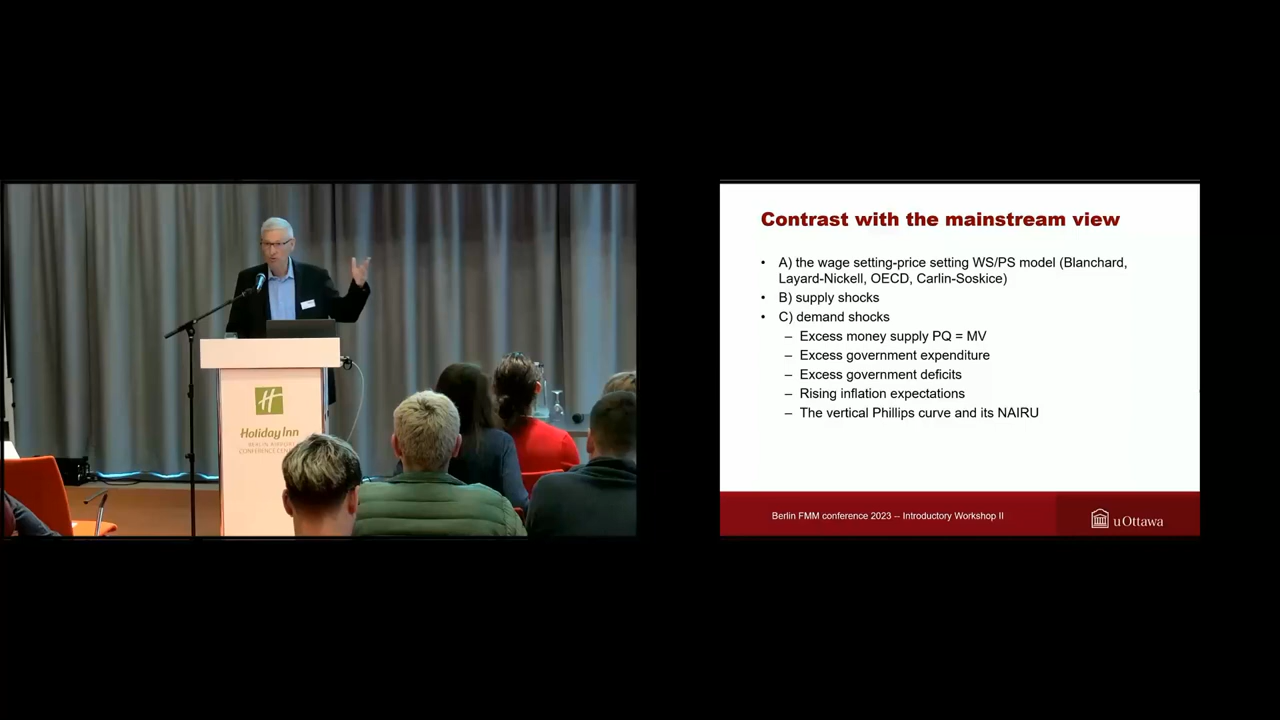 Holiday Inn
BERLIN AIRPORT
Contrast with the mainstream view
• A) the wage setting-price setting WS/PS model (Blanchard,
Layard-Nickell, OECD, Carlin-Soskice)
• B) supply shocks
• C) demand shocks
– Excess money supply PQ = MV
– Excess government expenditure
– Excess government deficits
– Rising inflation expectations
– The vertical Phillips curve and its NAIRU
Berlin FMM conference 2023 -- Introductory Workshop II
uOttawa